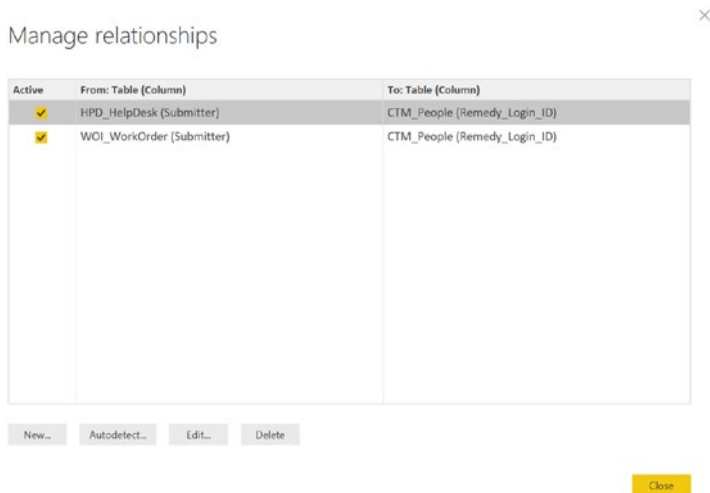 Manage relationships
Active From: Table (Column) To: Table (Column)
HPD_HelpDesk (Submitter) CTM_People (Remedy_Login_ID)
WOI_WorkOrder (Submitter) CTM_People (Remedy_Login_ID)
New... Autodetect... Edit... Delete
Close